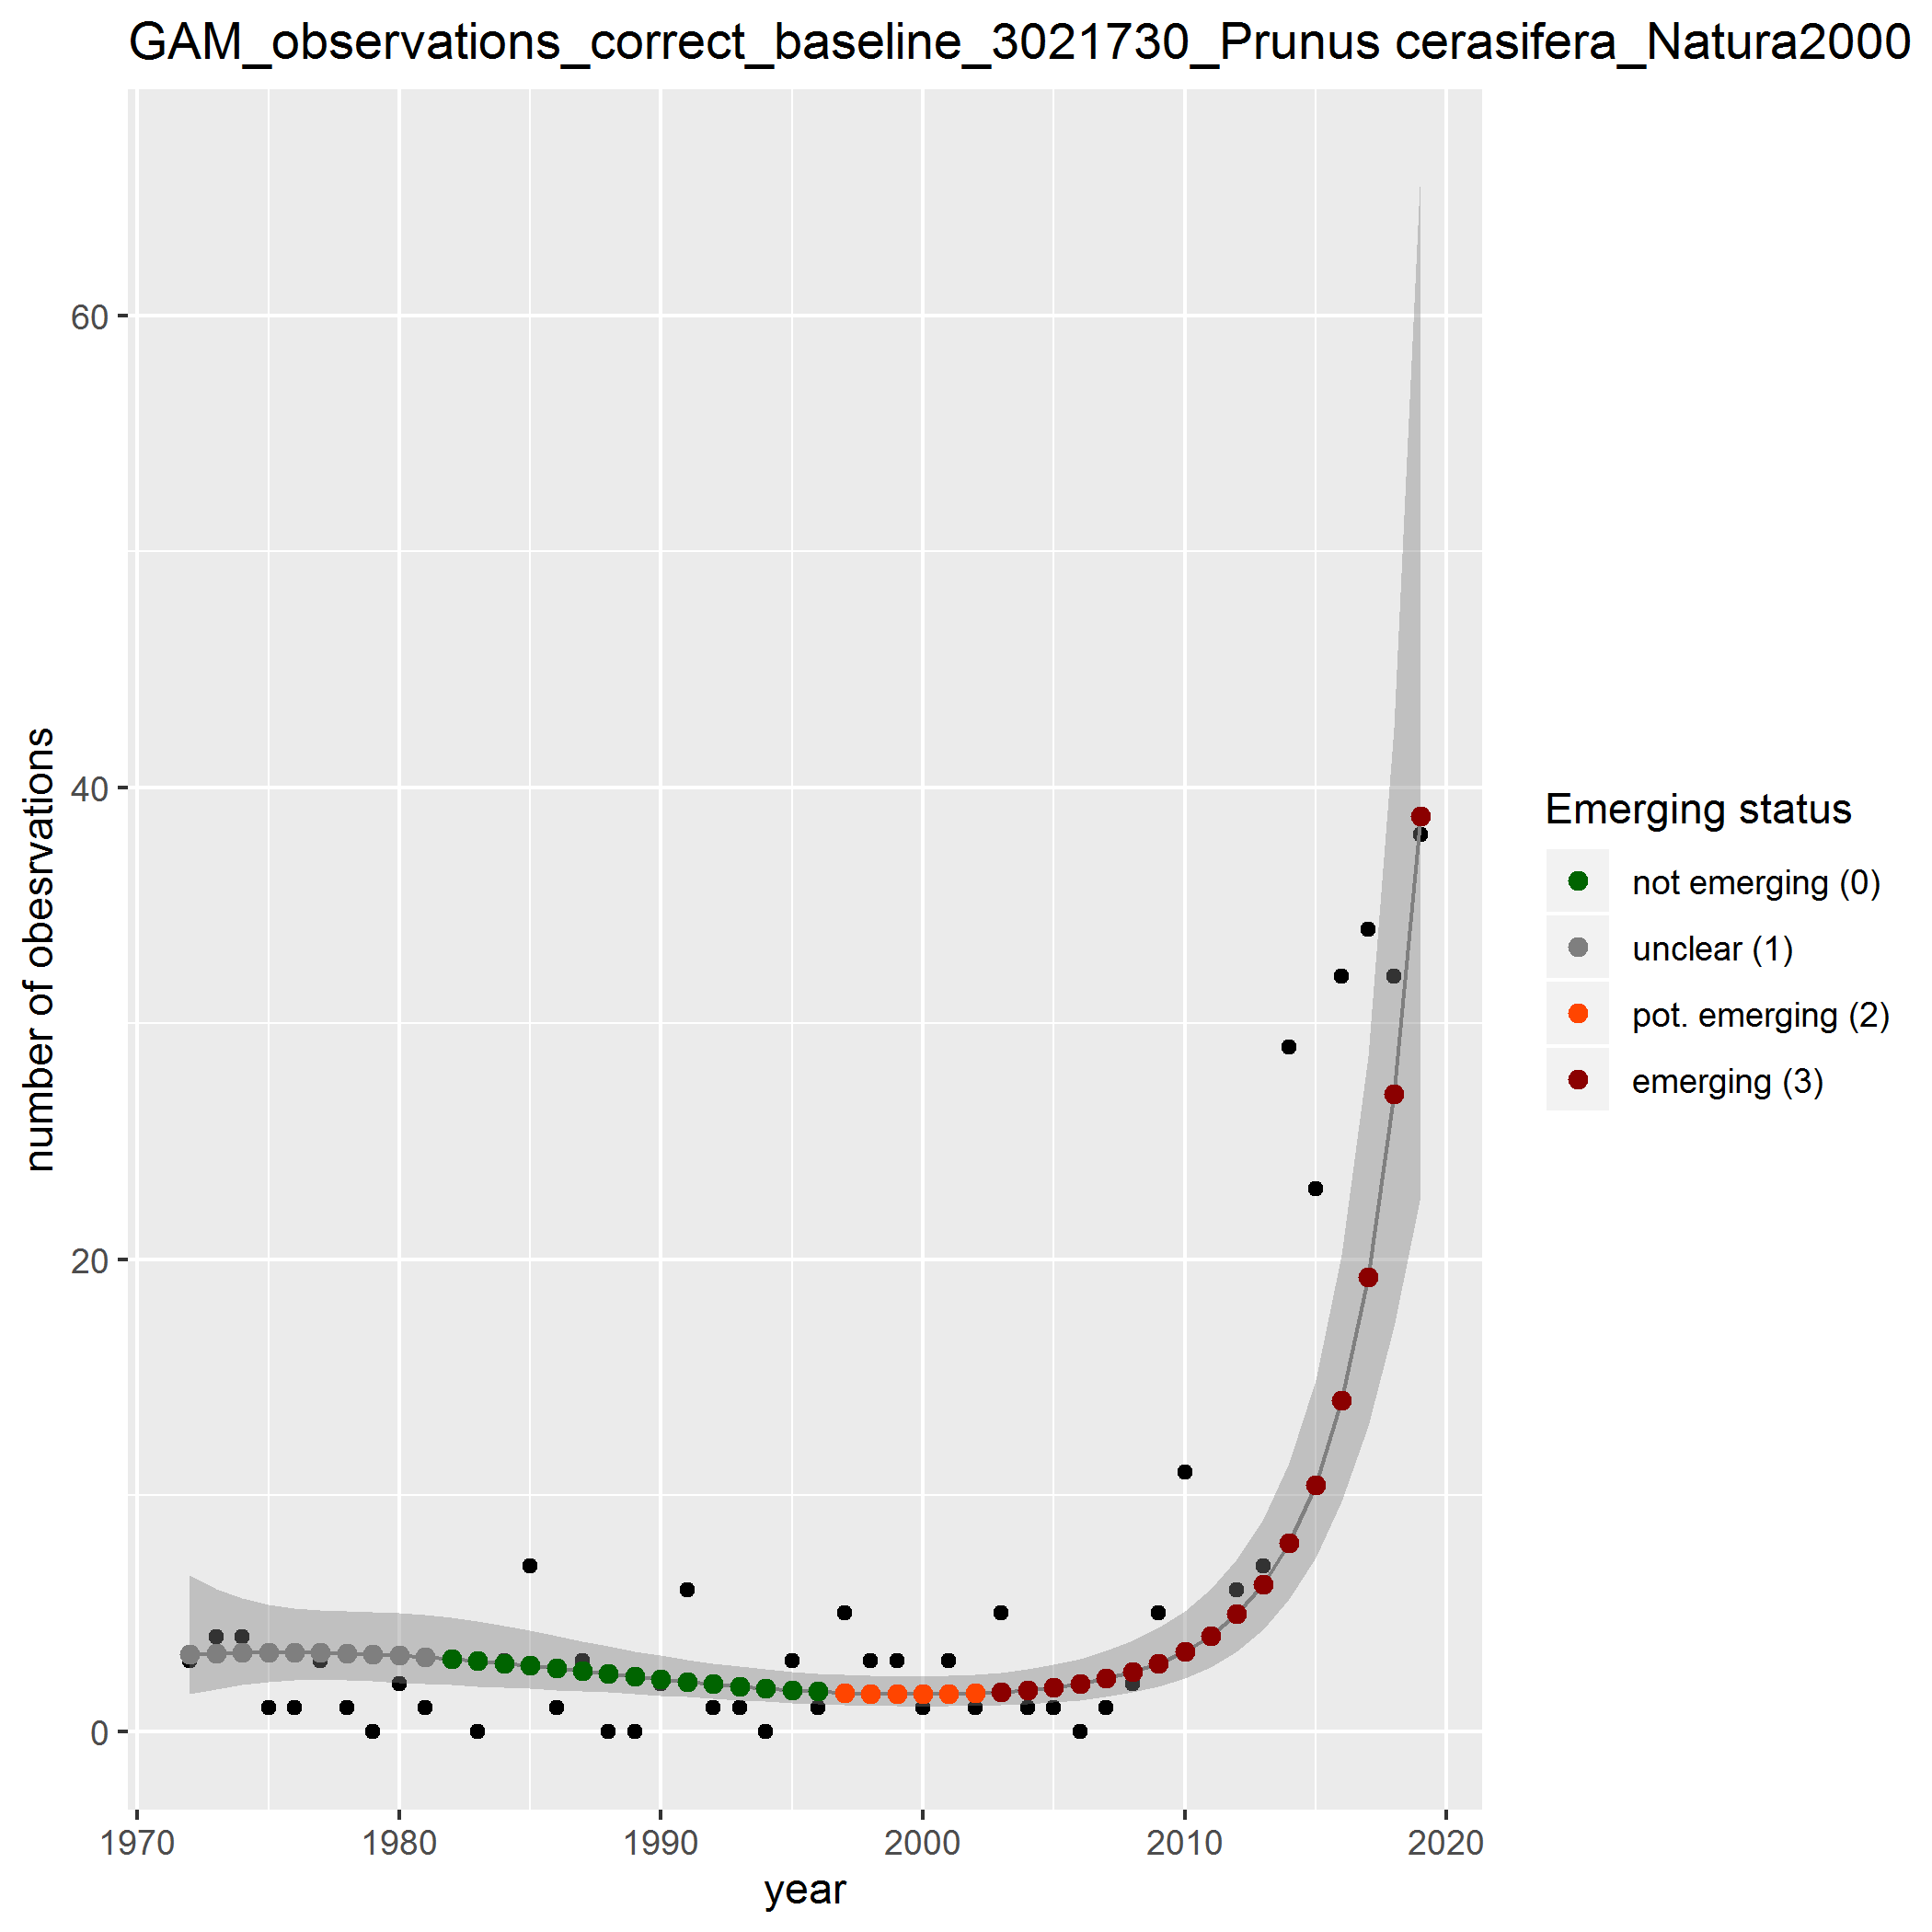 GAM_observations_correct_baseline_3021730_Prunus cerasifera_Natura2000
number of obesrvations
60
40
20
0
1970
1980
1990
2000
2010
2020
year
Emerging status
not emerging (0)
unclear (1)
pot. emerging (2)
emerging (3)